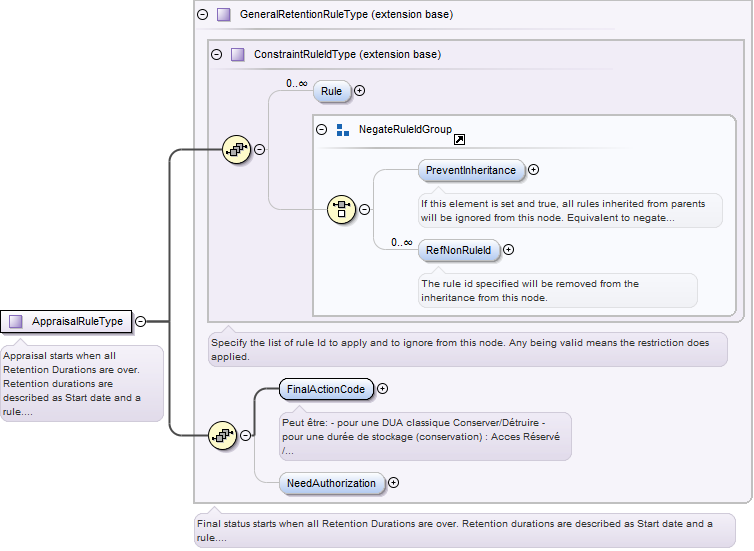 GeneralRetentionRuleType (extension base)
ConstraintRuleIdType (extension base)
0..∞
Rule
NegateRuleIdGroup
PreventInheritance
If this element is set and true, all rules inherited from parents
will be ignored from this node. Equivalent to negate...
0..∞
RefNonRuleId
The rule id specified will be removed from the
inheritance from this node.
AppraisalRuleType
Appraisal starts when all
Retention Durations are over.
Retention durations are
described as Start date and a
rule....
Specify the list of rule Id to apply and to ignore from this node. Any being valid means the restriction does
applied.
FinalActionCode
Peut être: - pour une DUA classique Conserver/Détruire -
pour une durée de stockage (conservation) : Acces Réservé
/...
NeedAuthorization
Final status starts when all Retention Durations are over. Retention durations are described as Start date and a
rule....